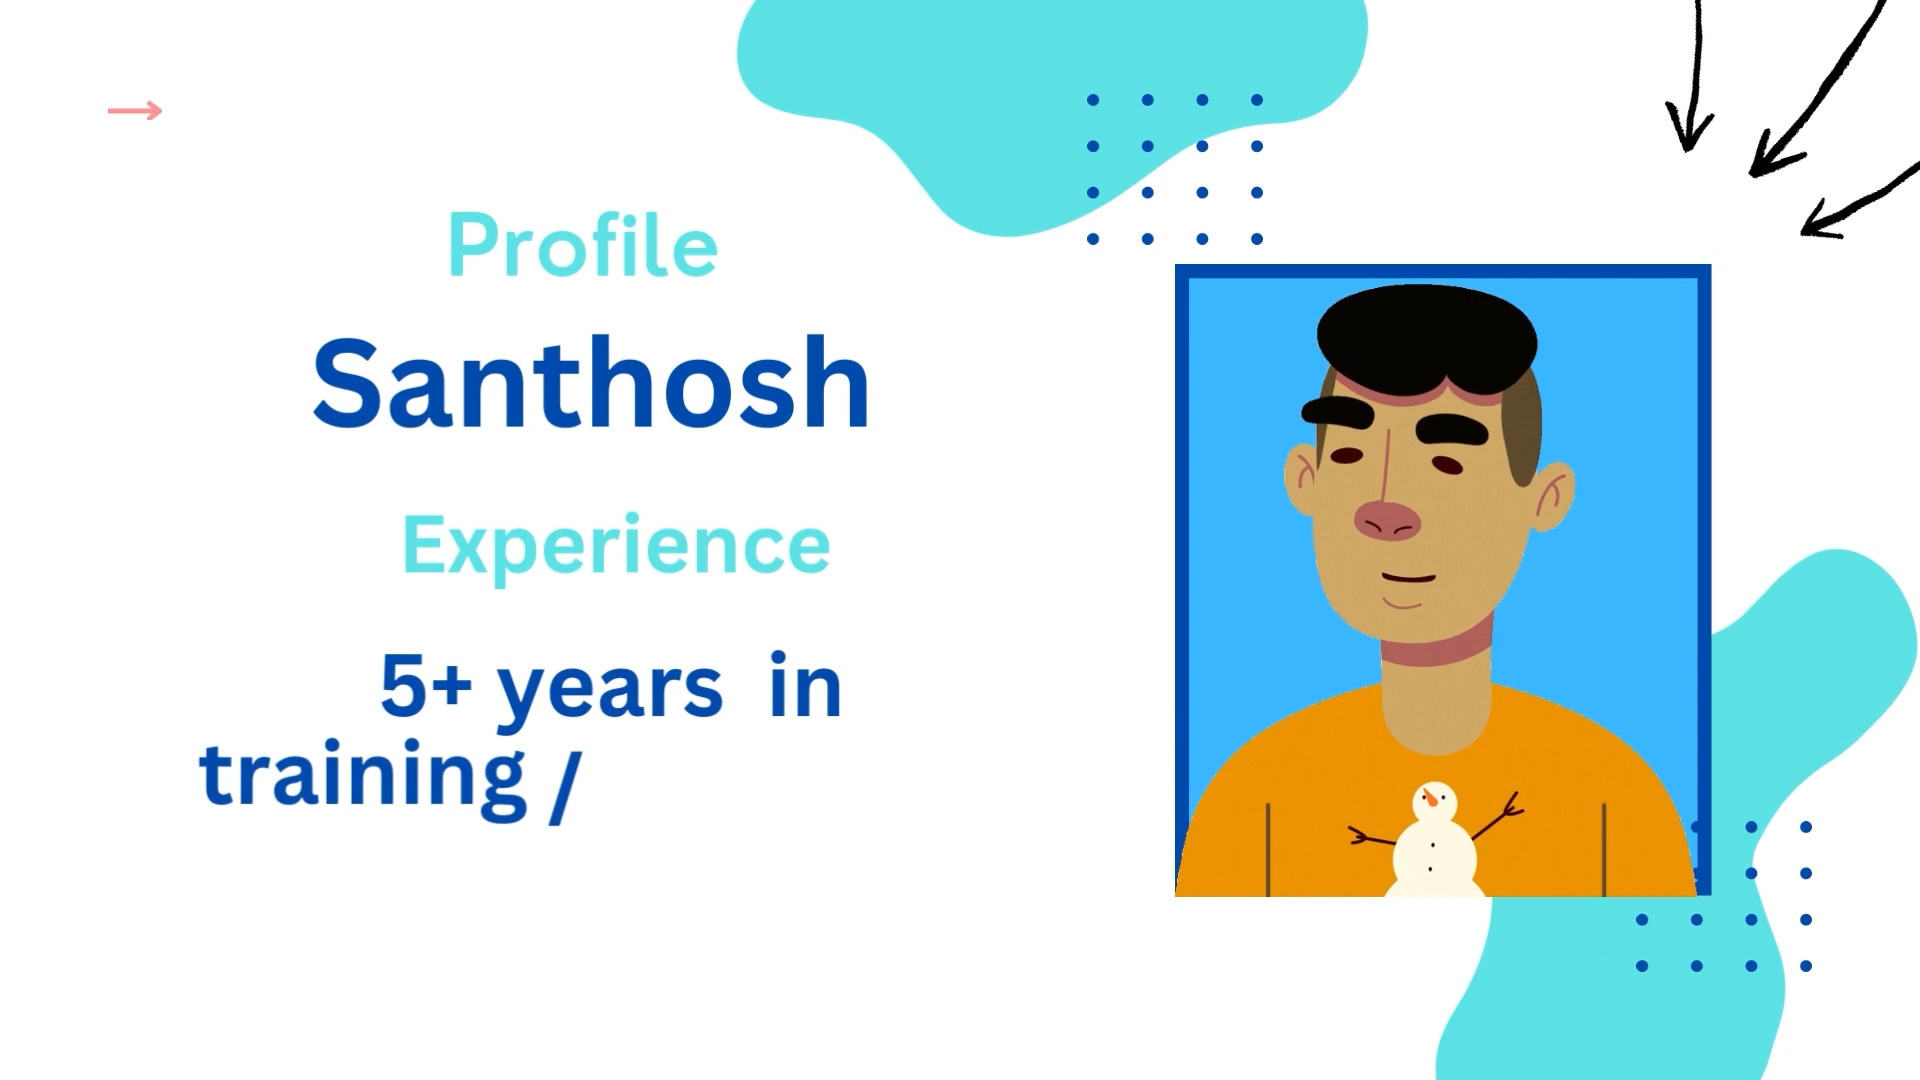 Profile
Santhosh
Experience
5+ years in
training /